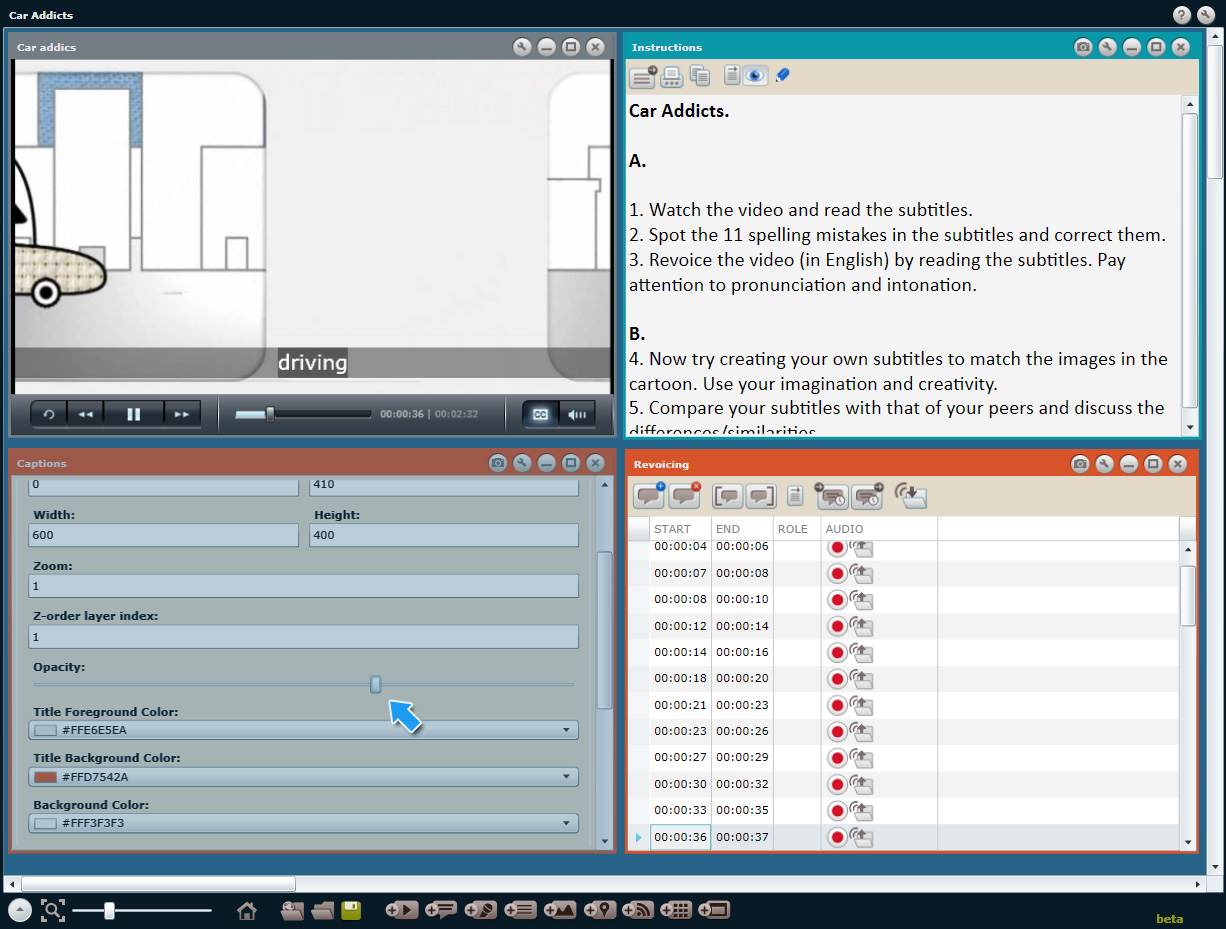 Car Addicts
Car addics
driving
00:00:36 | 00:02:32
CC
Instructions
Car Addicts.
A.
1. Watch the video and read the subtitles.
2. Spot the 11 spelling mistakes in the subtitles and correct them.
3. Revoice the video (in English) by reading the subtitles. Pay
attention to pronunciation and intonation.
B.
4. Now try creating your own subtitles to match the images in the
cartoon. Use your imagination and creativity.
5. Compare your subtitles with that of your peers and discuss the
differences/similarities
Captions
0 410
Width: Height:
600 400
Zoom:
1
Z-order layer index:
1
Opacity:
Title Foreground Color:
#FFE6E5EA
Title Background Color:
#FFD7542A
Background Color:
#FFF3F3F3
Revoicing
START END ROLE AUDIO
00:00:04 00:00:06
00:00:07 00:00:08
00:00:08 00:00:10
00:00:12 00:00:14
00:00:14 00:00:16
00:00:18 00:00:20
00:00:21 00:00:23
00:00:23 00:00:26
00:00:27 00:00:29
00:00:30 00:00:32
00:00:33 00:00:35
00:00:36 00:00:37
beta